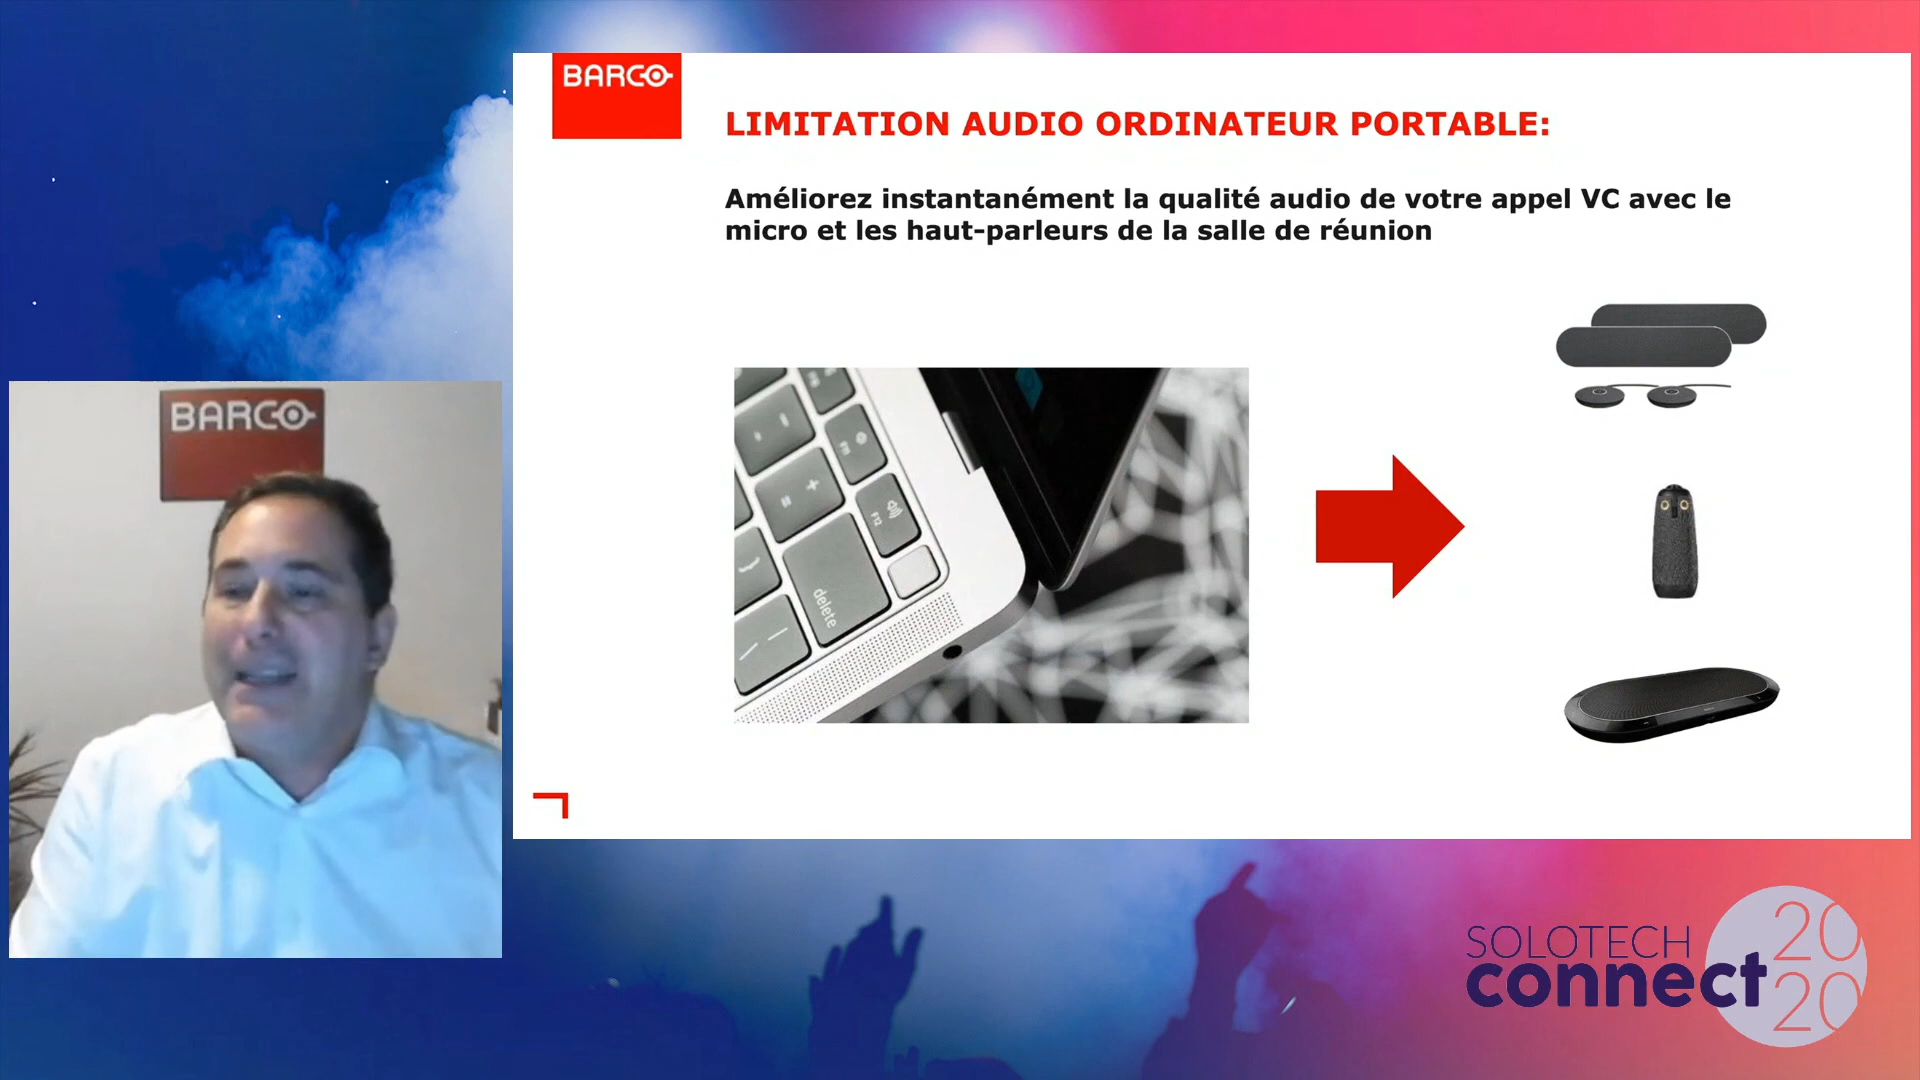 BARCO
LIMITATION AUDIO ORDINATEUR PORTABLE:
Améliorez instantanément la qualité audio de votre appel VC avec le
micro et les haut-parleurs de la salle de réunion
BARCO
F12
delete
SOLOTECH
connect
20
20